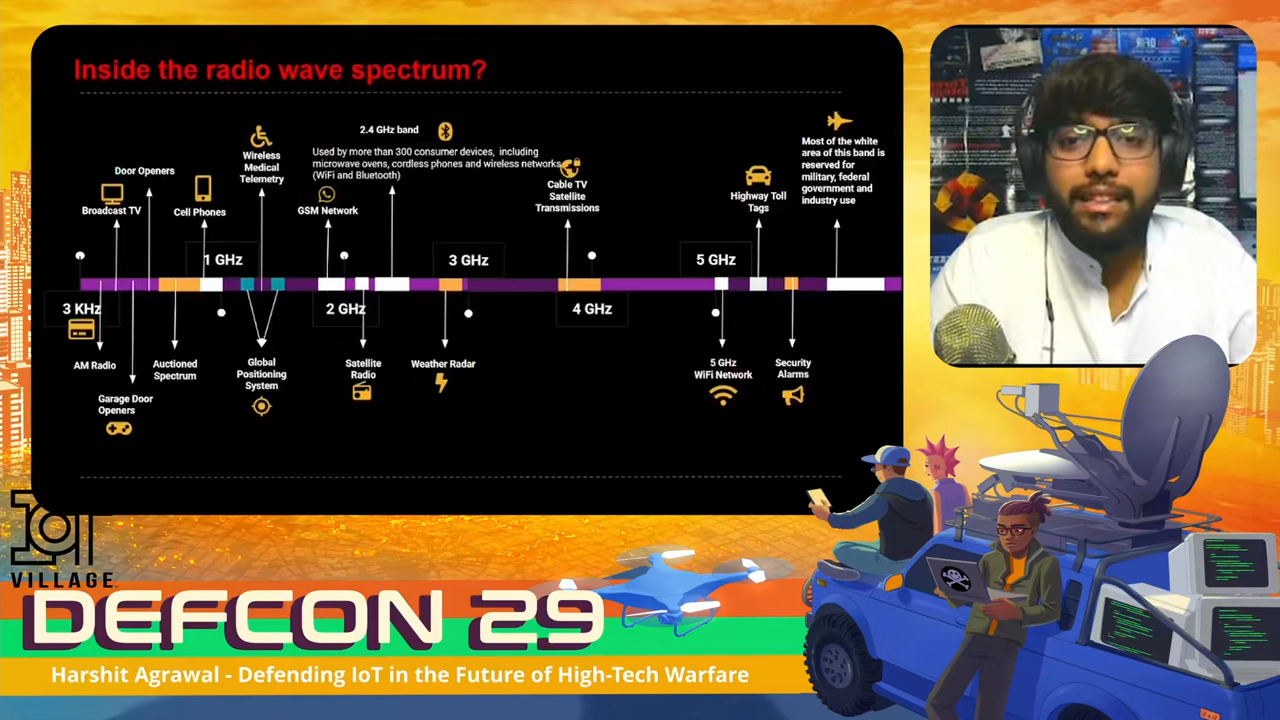 Inside the radio wave spectrum?
2.4 GHz band
Used by more than 300 consumer devices, including
microwave ovens, cordless phones and wireless networks
(WiFi and Bluetooth)
Most of the white
area of this band is
reserved for
military, federal
government and
industry use
Wireless
Medical
Telemetry
Door Openers
Broadcast TV
Cell Phones
GSM Network
Cable TV
Satellite
Transmissions
Highway Toll
Tags
1 GHz
3 GHz
5 GHz
3 KHz
2 GHz
4 GHz
AM Radio
Auctioned
Spectrum
Global
Positioning
System
Satellite
Radio
Weather Radar
5 GHz
WiFi Network
Security
Alarms
Garage Door
Openers
IOT
VILLAGE
DEFCON 29
Harshit Agrawal - Defending IoT in the Future of High-Tech Warfare